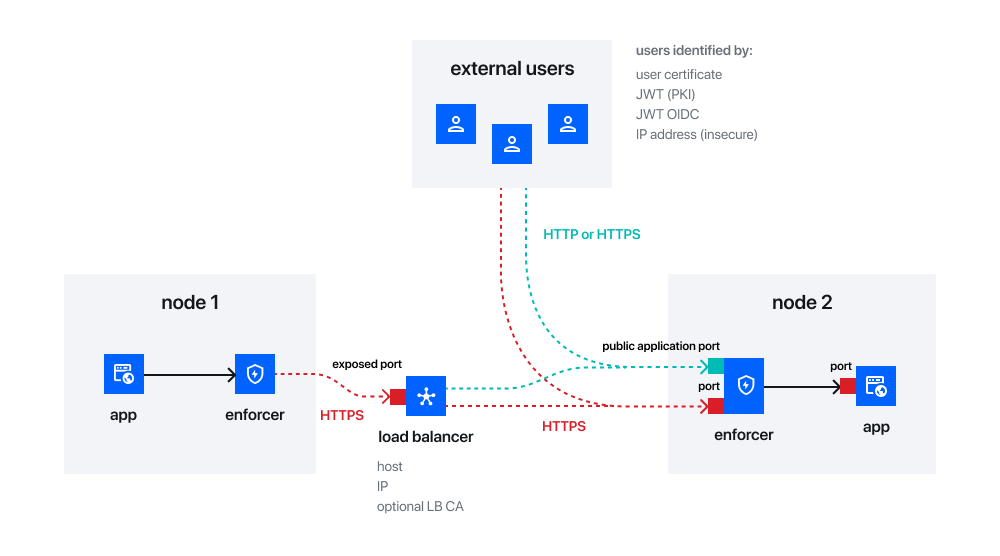 external users
users identified by:
user certificate
JWT (PKI)
JWT OIDC
IP address (insecure)
HTTP or HTTPS
node 1
app
enforcer
HTTPS
exposed port
load balancer
host
IP
optional LB CA
HTTPS
node 2
public application port
port
enforcer
port
app